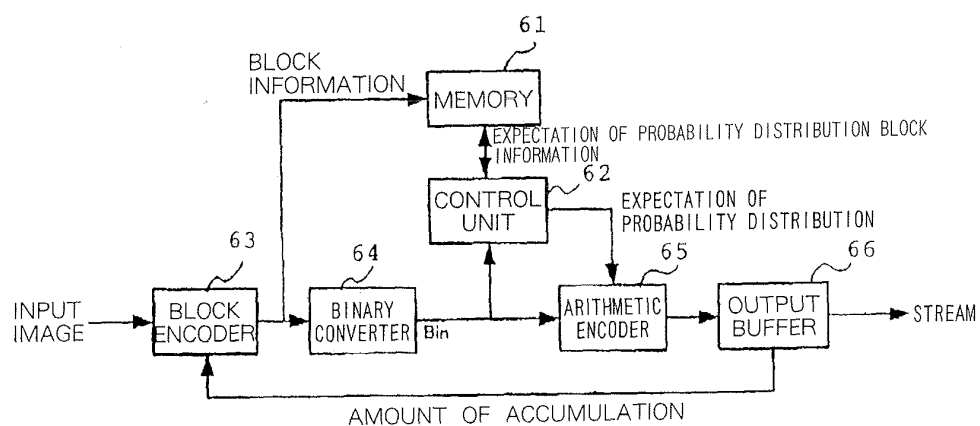 61
BLOCK
INFORMATION
MEMORY
EXPECTATION OF PROBABILITY DISTRIBUTION BLOCK
INFORMATION
62
CONTROL
UNIT
EXPECTATION OF
PROBABILITY DISTRIBUTION
63
64
65
66
INPUT
IMAGE
BLOCK
ENCODER
BINARY
CONVERTER
Bin
ARITHMETIC
ENCODER
OUTPUT
BUFFER
STREAM
AMOUNT OF ACCUMULATION